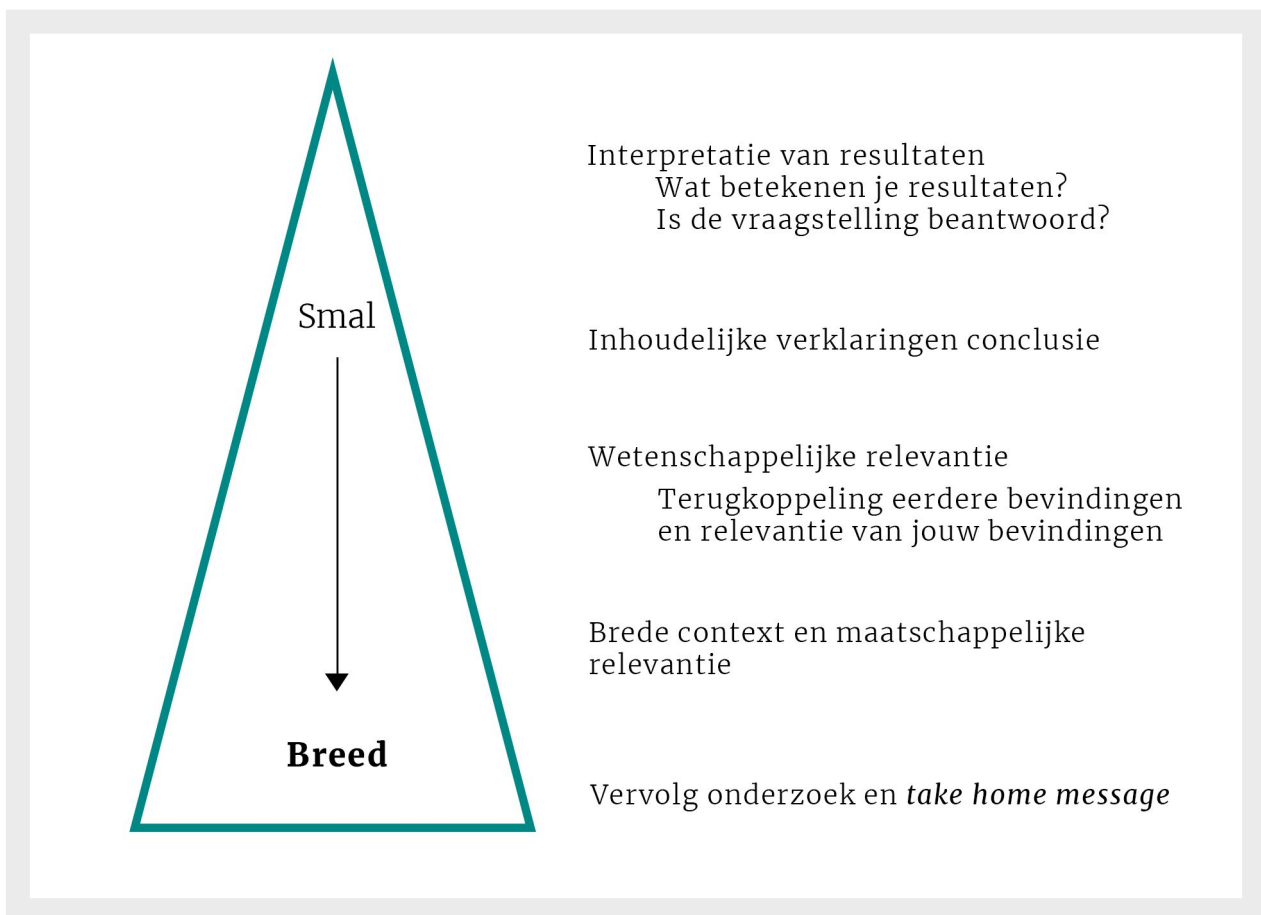 Interpretatie van resultaten
Wat betekenen je resultaten?
Is de vraagstelling beantwoord?
Smal
Inhoudelijke verklaringen conclusie
Wetenschappelijke relevantie
Terugkoppeling eerdere bevindingen
en relevantie van jouw bevindingen
Brede context en maatschappelijke
relevantie
Breed
Vervolg onderzoek en take home message